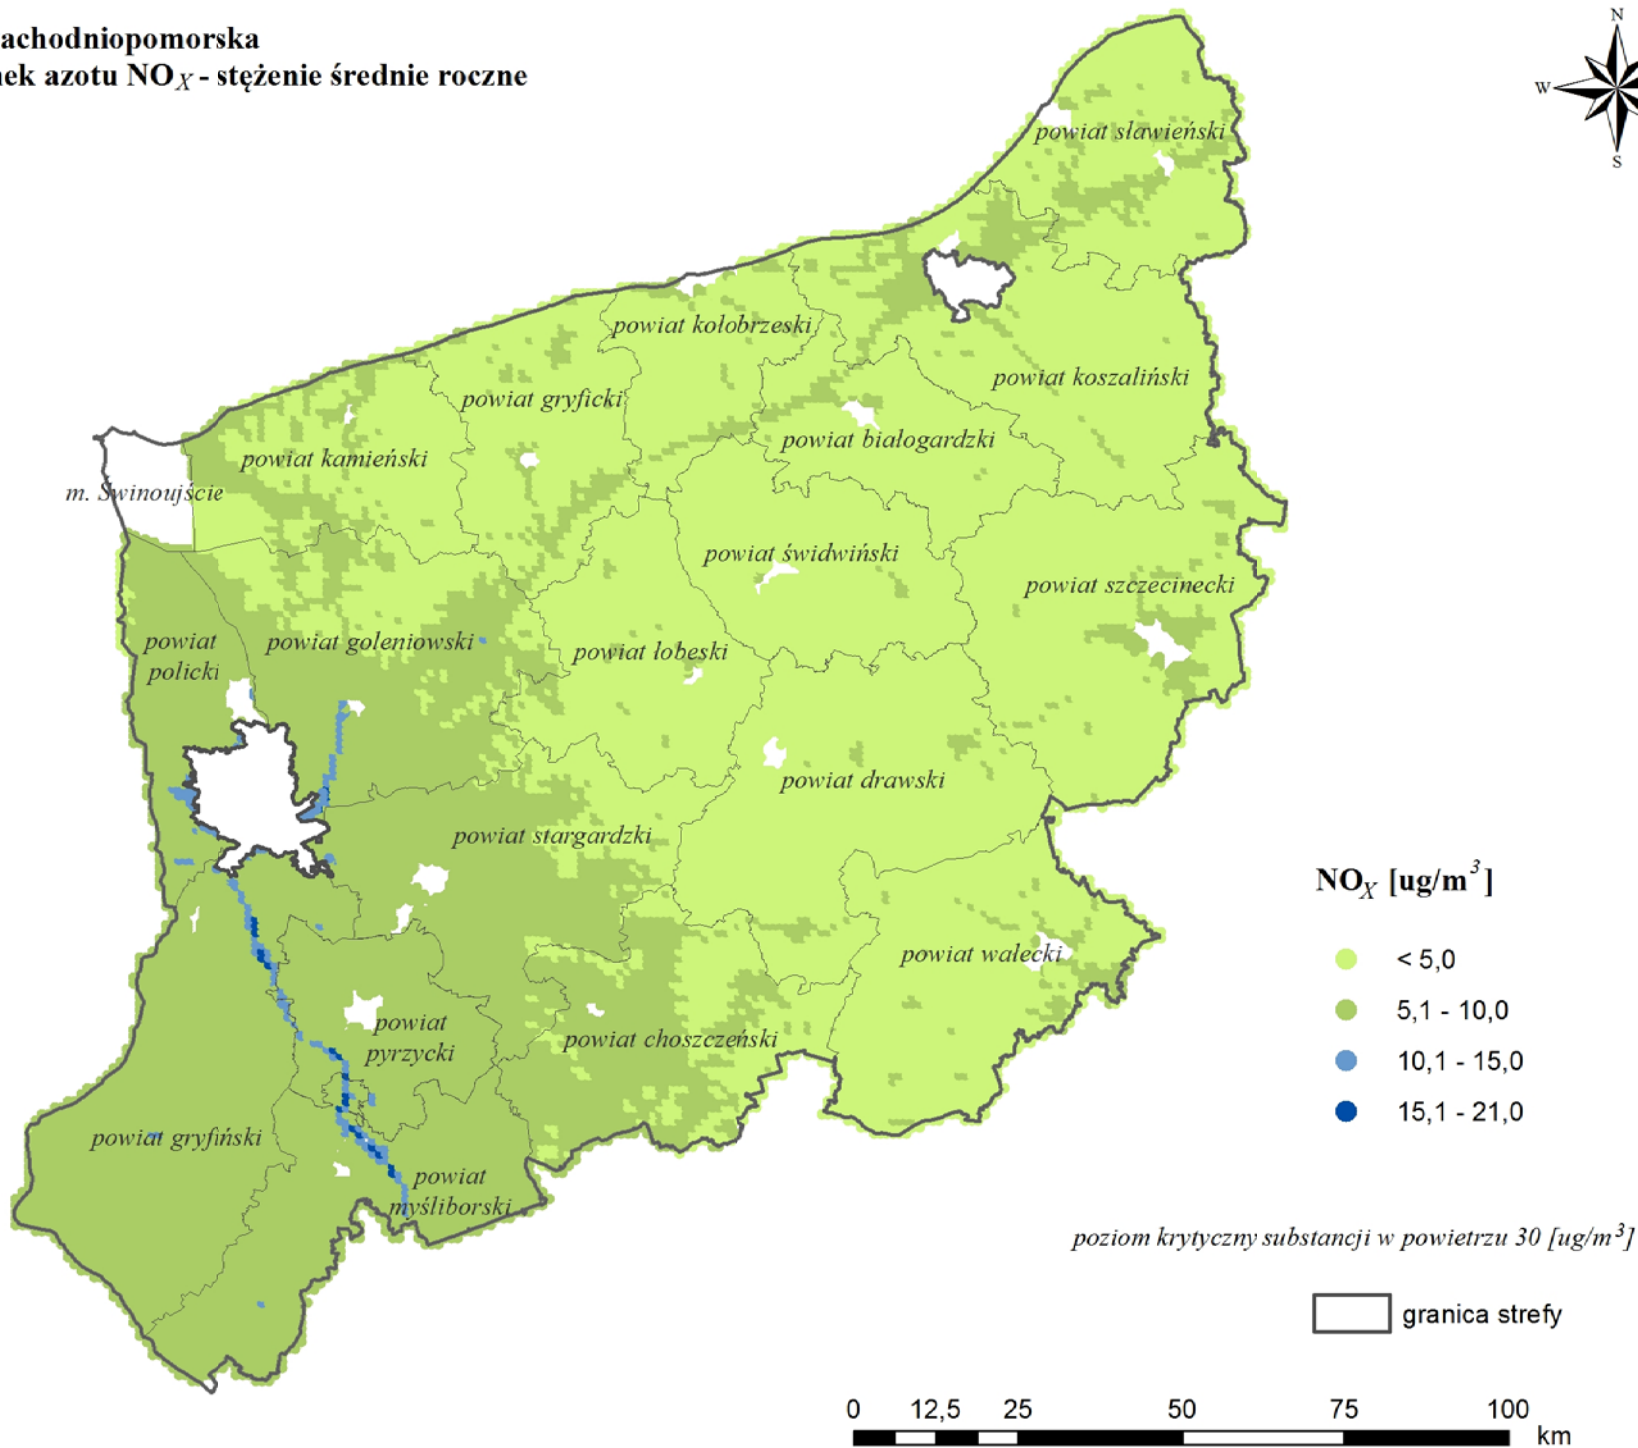 achodniopomorska
nek azotu NOX - stężenie średnie roczne
N
W
S
powiat sławieński
powiat kołobrzeski
powiat koszaliński
powiat gryficki
powiat białogardzki
powiat kamieński
m. Świnoujście
powiat świdwiński
powiat szczecinecki
powiat
policki
powiat goleniowski
powiat łobeski
powiat drawski
powiat stargardzki
powiat wałecki
powiat
pyrzycki
powiat choszczeński
powiat gryfiński
powiat
myśliborski
NOX [ug/m³]
< 5,0
5,1 - 10,0
10,1 - 15,0
15,1 - 21,0
poziom krytyczny substancji w powietrzu 30 [ug/m³]
granica strefy
0 12,5 25 50 75 100
km